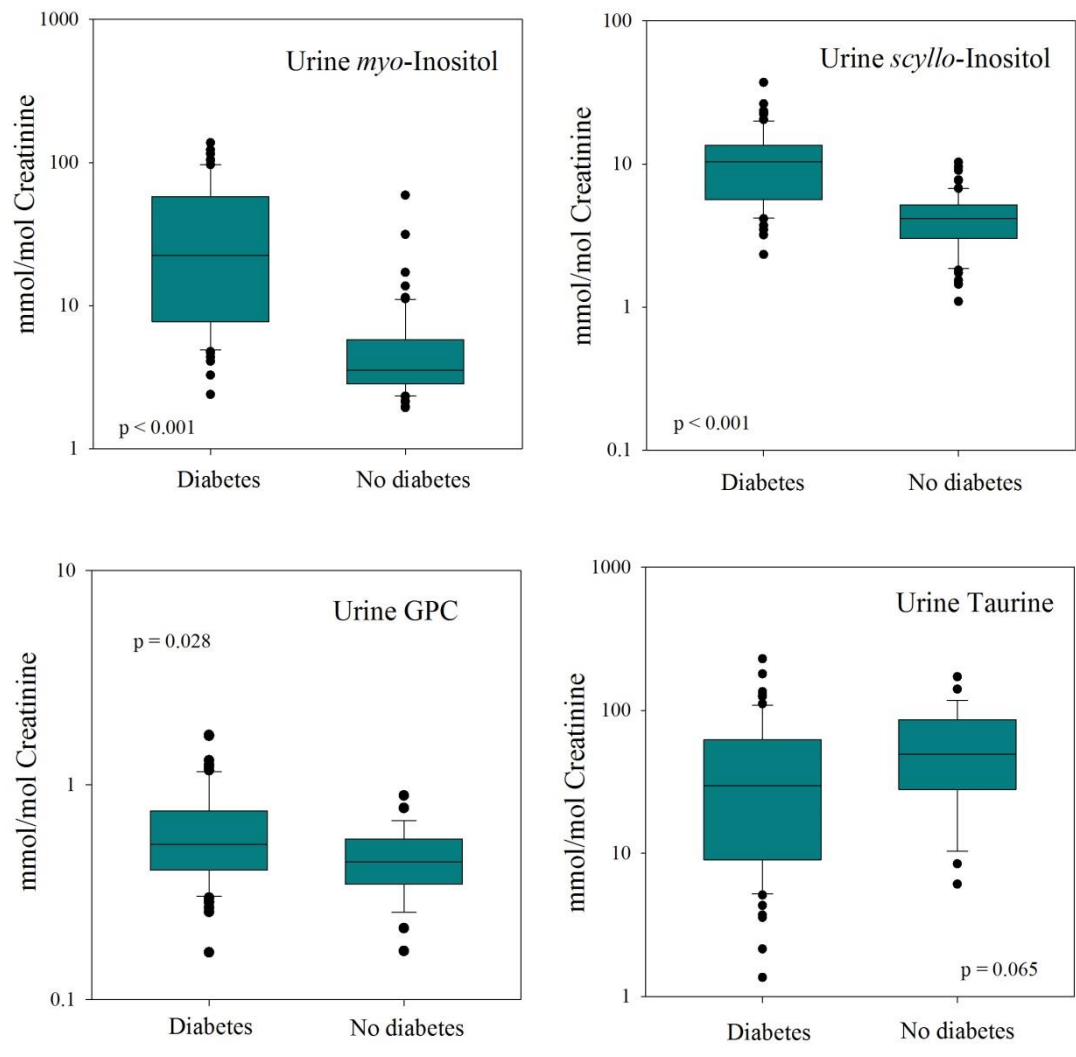 1000
Urine myo-Inositol
100
mmol/mol Creatinine
10
p < 0.001
1
Diabetes No diabetes
100
Urine scyllo-Inositol
10
mmol/mol Creatinine
1
p < 0.001
0.1
Diabetes No diabetes
10
Urine GPC
p = 0.028
mmol/mol Creatinine
1
0.1
Diabetes No diabetes
1000
Urine Taurine
100
mmol/mol Creatinine
10
p = 0.065
1
Diabetes No diabetes